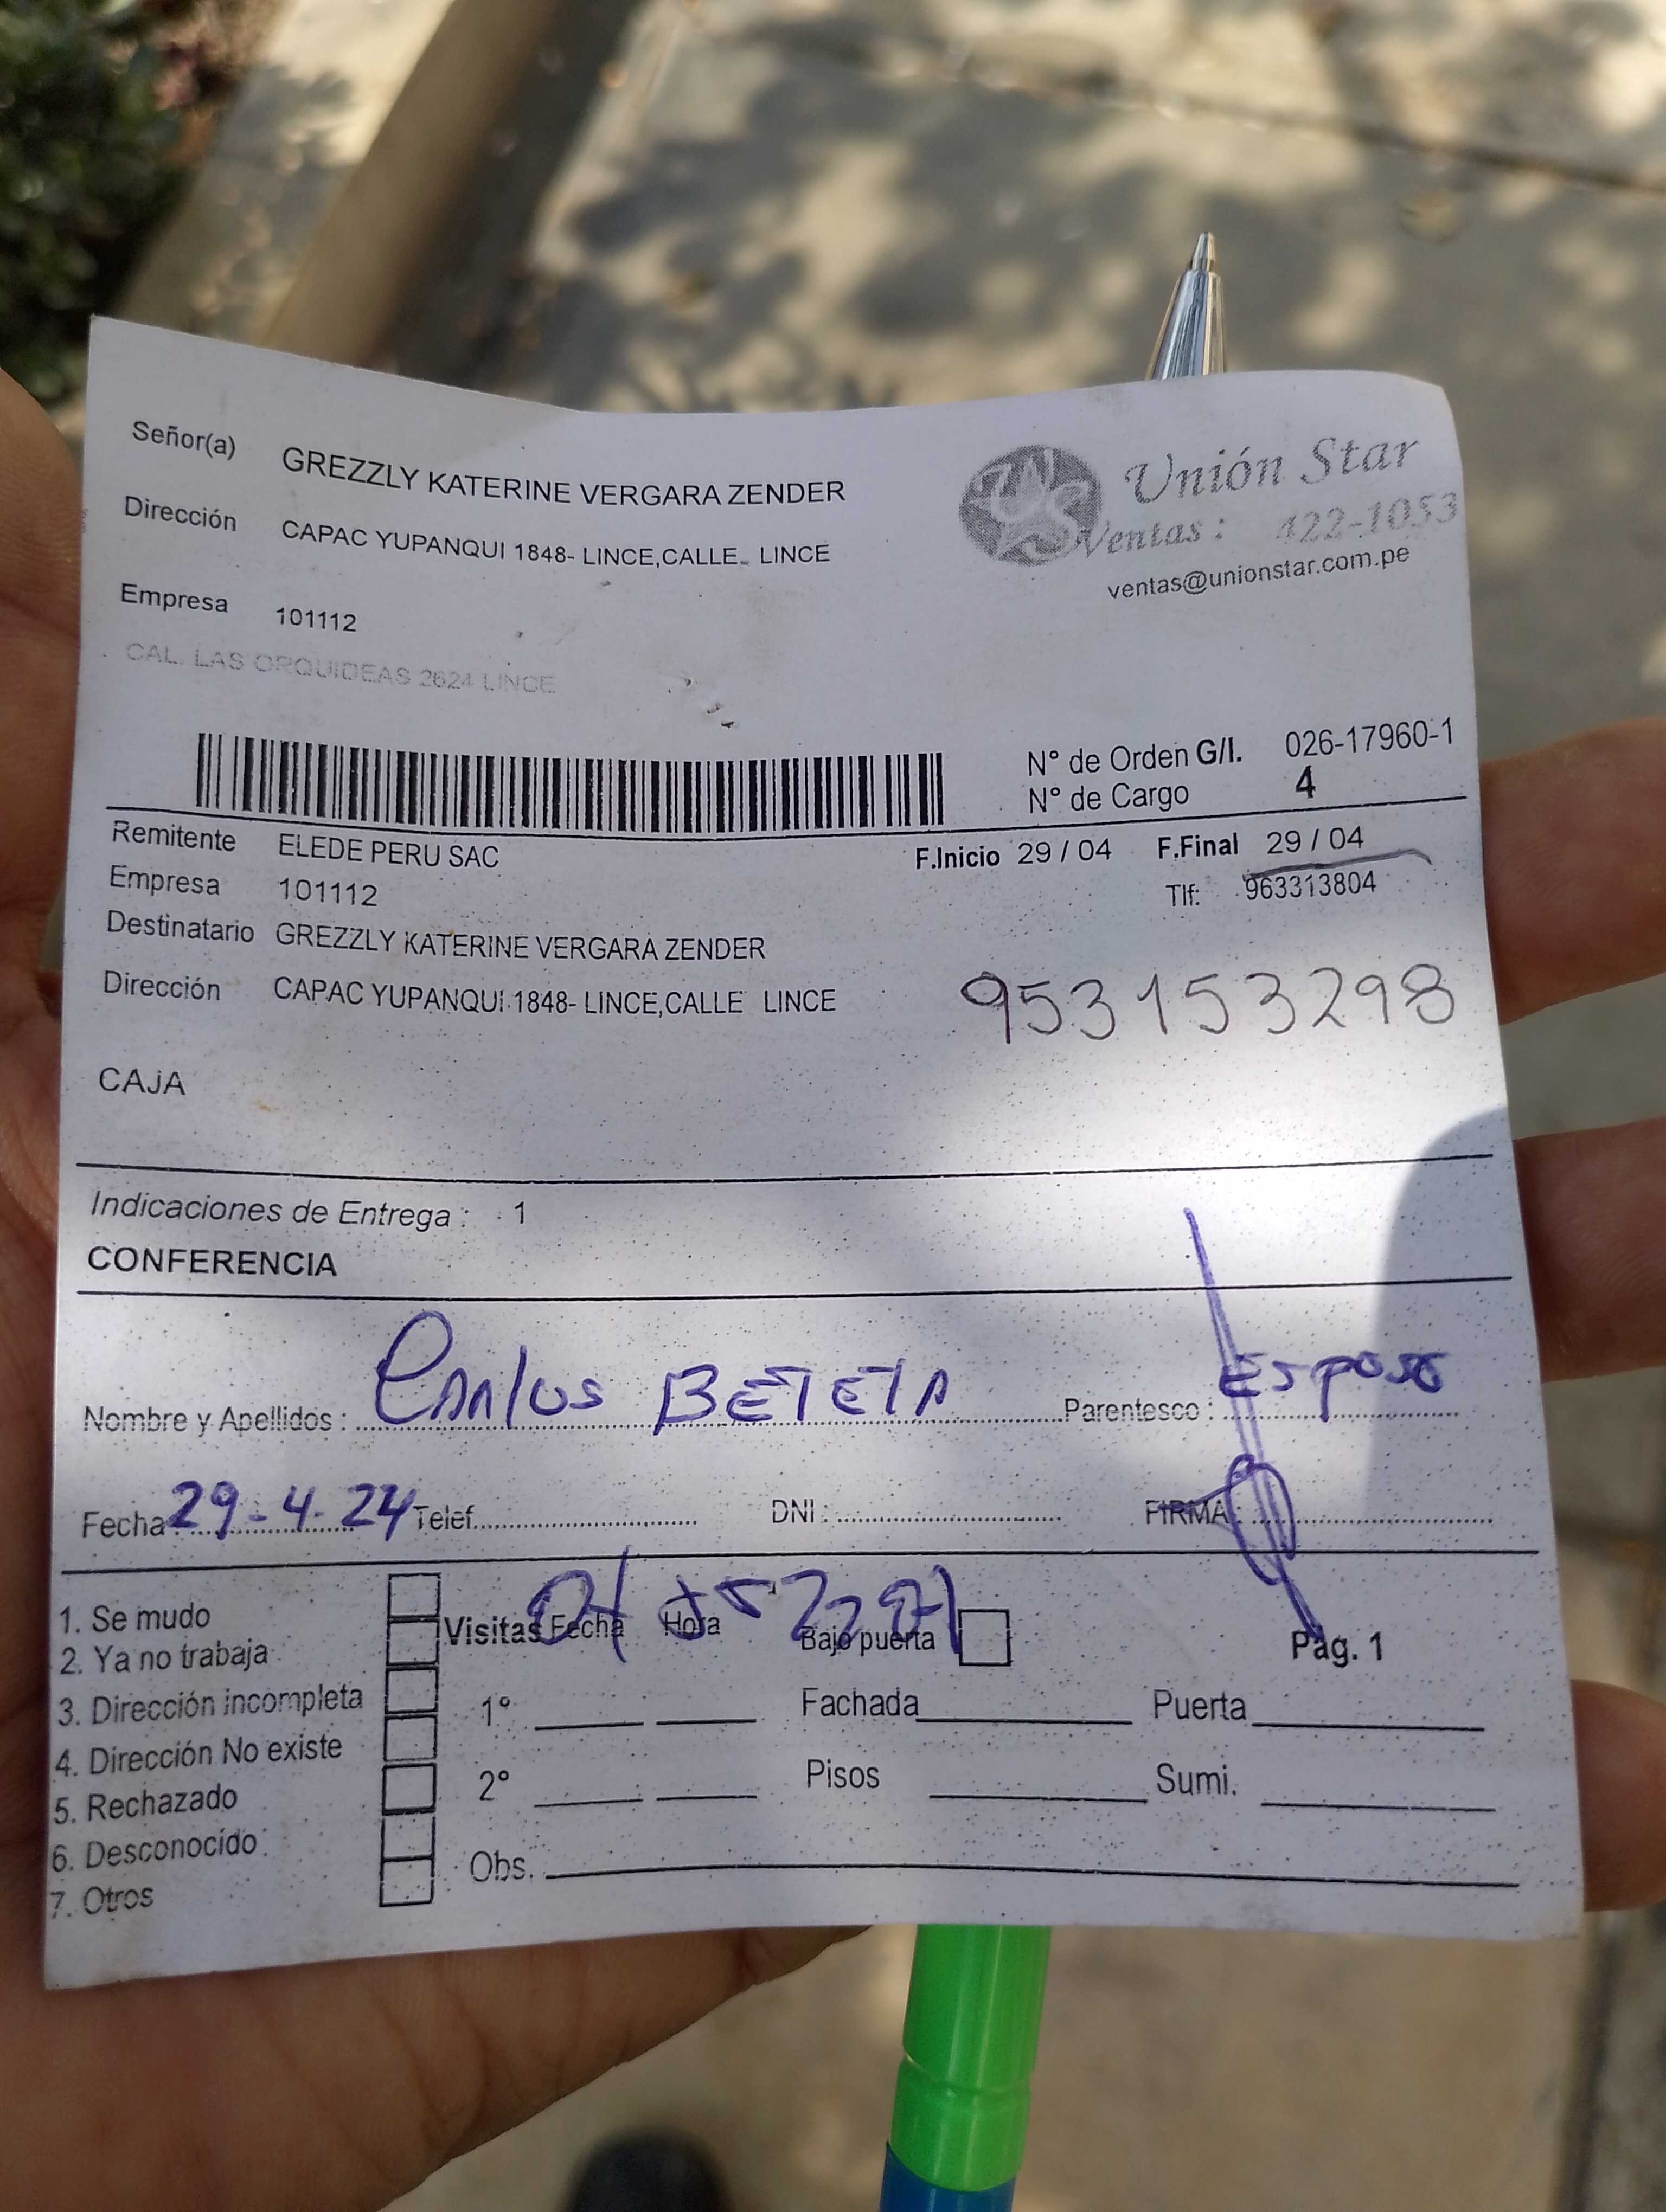 Señor(a) GREZZLY KATERINE VERGARA ZENDER
Unión Star
Dirección CAPAC YUPANQUI 1848- LINCE,CALLE LINCE
Ventas : 422-1053
ventas@unionstar.com.pe
Empresa 101112
CAL. LAS ORQUIDEAS 2624 LINCE
N° de Orden G/I. 026-17960-1
N° de Cargo 4
Remitente ELEDE PERU SAC F.Inicio 29 / 04 F.Final 29 / 04
Empresa 101112 Tlf: 963313804
Destinatario GREZZLY KATERINE VERGARA ZENDER
Dirección CAPAC YUPANQUI 1848- LINCE,CALLE LINCE
953153298
CAJA
Indicaciones de Entrega : 1
CONFERENCIA
Nombre y Apellidos : Carlos BETETA Parentesco : Esposo
Fecha 29-4-24 Telef. DNI : FIRMA :
1. Se mudo
2. Ya no trabaja
3. Dirección incompleta
4. Dirección No existe
5. Rechazado
6. Desconocido
7. Otros
Visitas Fecha Hora Bajo puerta Pag. 1
1° Fachada Puerta
2° Pisos Sumi.
Obs.